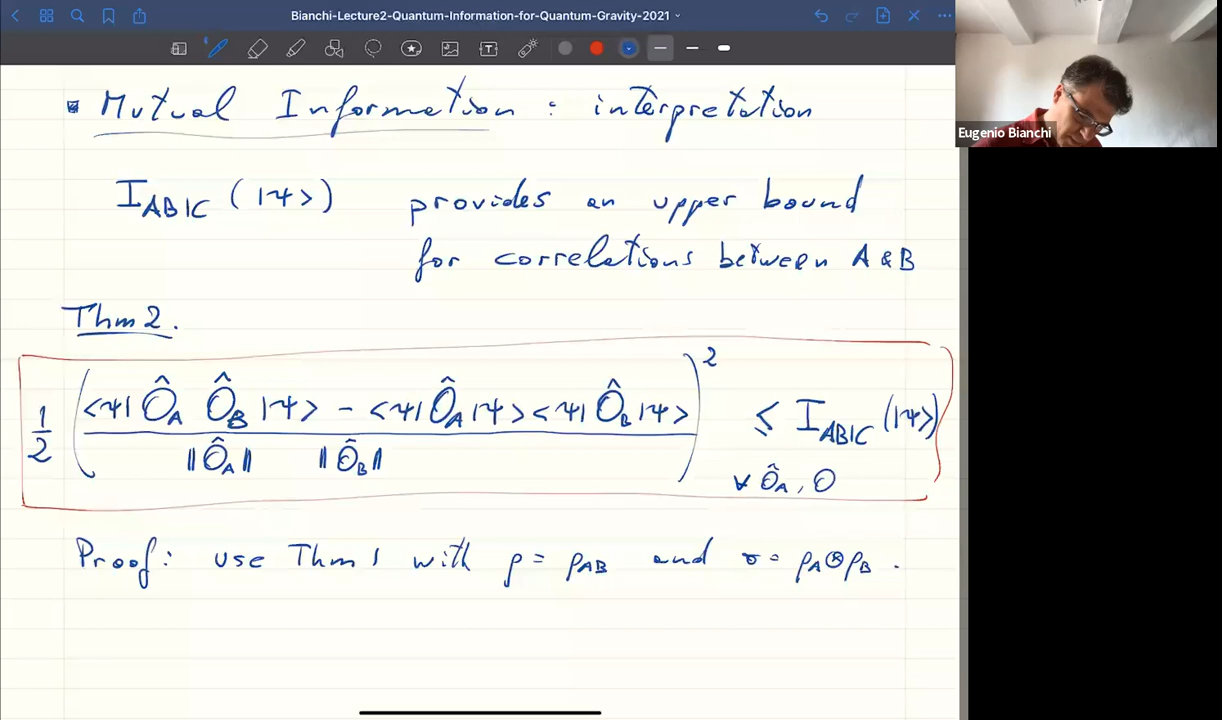 Bianchi-Lecture2-Quantum-Information-for-Quantum-Gravity-2021
Eugenio Bianchi
Mutual Information : interpretation
I_{AB|C} (|ψ>) provides an upper bound
for correlations between A & B
Thm 2.
1/2 ( (<ψ| Ô_A Ô_B |ψ> - <ψ| Ô_A |ψ><ψ| Ô_B |ψ>) / (‖Ô_A‖ ‖Ô_B‖) )^2 ≤ I_{AB|C} (|ψ>)
∀ Ô_A, O
Proof: use Thm 1 with ρ = ρ_AB and σ = ρ_A ⊗ ρ_B .